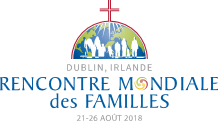 DUBLIN, IRLANDE
RENCONTRE MONDIALE
des FAMILLES
21-26 AOÛT 2018